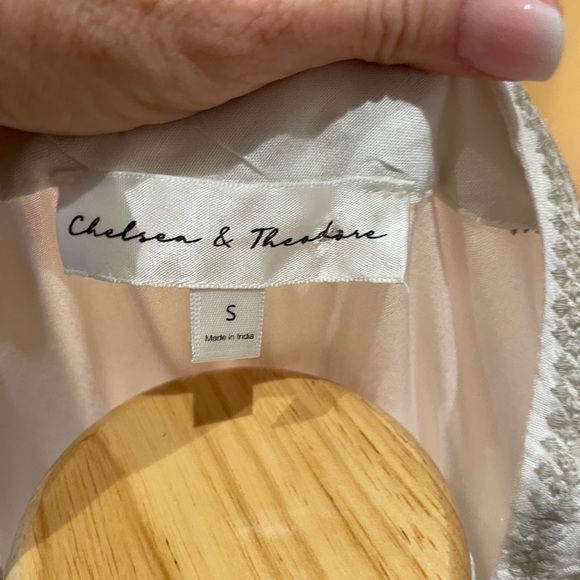 Chelsea & Theodore
S
Made in India